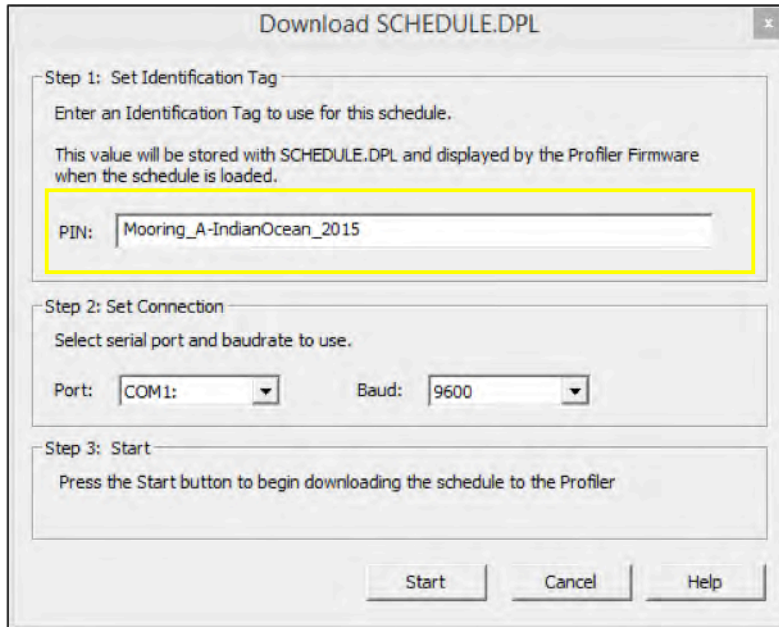 Download SCHEDULE.DPL
x
Step 1: Set Identification Tag
Enter an Identification Tag to use for this schedule.
This value will be stored with SCHEDULE.DPL and displayed by the Profiler Firmware
when the schedule is loaded.
PIN: Mooring_A-IndianOcean_2015
Step 2: Set Connection
Select serial port and baudrate to use.
Port: COM1: Baud: 9600
Step 3: Start
Press the Start button to begin downloading the schedule to the Profiler
Start Cancel Help